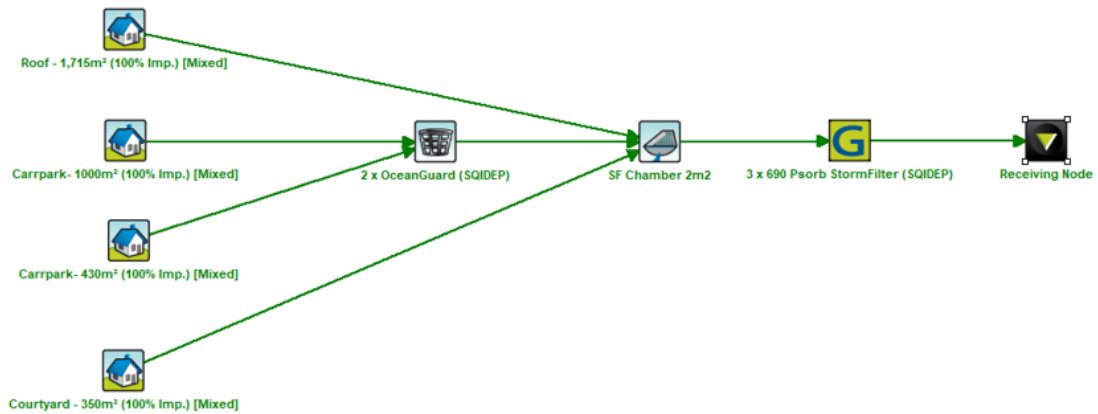 Roof - 1,715m² (100% Imp.) [Mixed]
Carrpark- 1000m² (100% Imp.) [Mixed]
2 x OceanGuard (SQIDEP)
SF Chamber 2m2
G
3 x 690 Psorb StormFilter (SQIDEP)
Receiving Node
Carrpark- 430m² (100% Imp.) [Mixed]
Courtyard - 350m² (100% Imp.) [Mixed]